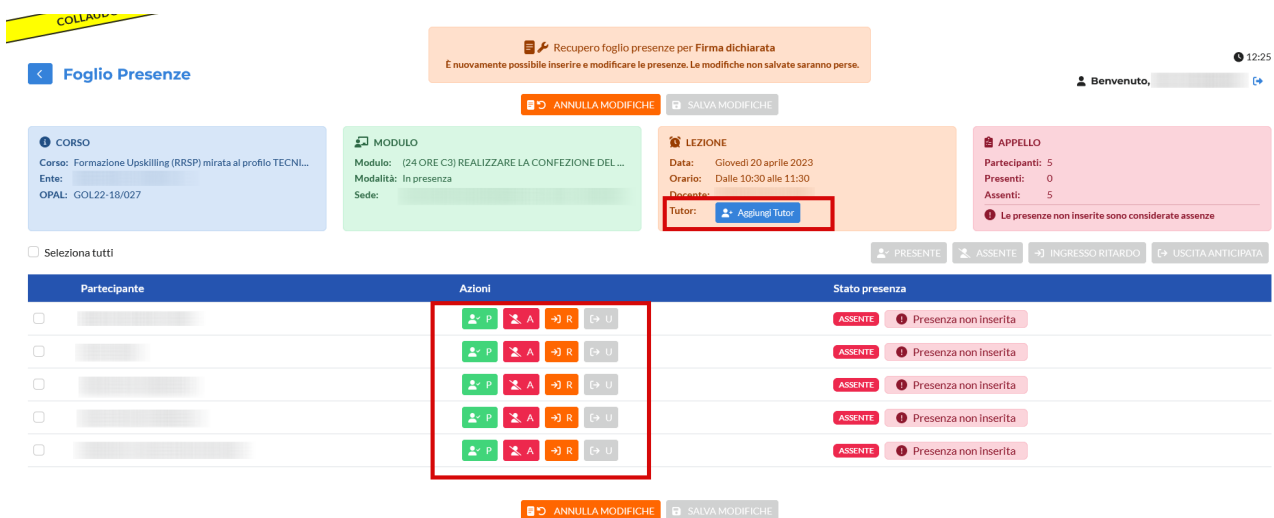 COLLAUDO
Recupero foglio presenze per Firma dichiarata
È nuovamente possibile inserire e modificare le presenze. Le modifiche non salvate saranno perse.
12:25
Foglio Presenze
Benvenuto,
ANNULLA MODIFICHE SALVA MODIFICHE
CORSO
Corso: Formazione Upskilling (RRSP) mirata al profilo TECNI...
Ente:
OPAL: GOL22-18/027
MODULO
Modulo: (24 ORE C3) REALIZZARE LA CONFEZIONE DEL ...
Modalità: In presenza
Sede:
LEZIONE
Data: Giovedì 20 aprile 2023
Orario: Dalle 10:30 alle 11:30
Docente:
Tutor: Aggiungi Tutor
APPELLO
Partecipanti: 5
Presenti: 0
Assenti: 5
Le presenze non inserite sono considerate assenze
Seleziona tutti
PRESENTE ASSENTE INGRESSO RITARDO USCITA ANTICIPATA
Partecipante Azioni Stato presenza
P A R U ASSENTE Presenza non inserita
P A R U ASSENTE Presenza non inserita
P A R U ASSENTE Presenza non inserita
P A R U ASSENTE Presenza non inserita
P A R U ASSENTE Presenza non inserita
ANNULLA MODIFICHE SALVA MODIFICHE